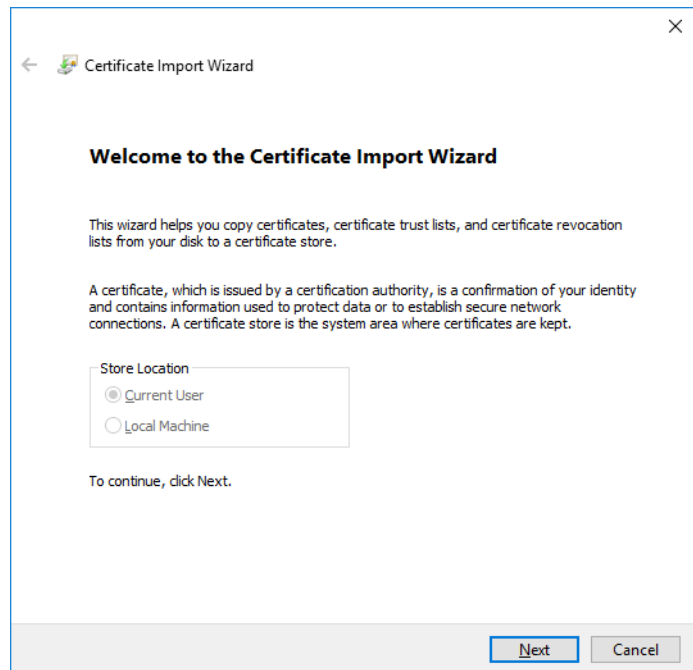 Certificate Import Wizard
Welcome to the Certificate Import Wizard
This wizard helps you copy certificates, certificate trust lists, and certificate revocation
lists from your disk to a certificate store.
A certificate, which is issued by a certification authority, is a confirmation of your identity
and contains information used to protect data or to establish secure network
connections. A certificate store is the system area where certificates are kept.
Store Location
Current User
Local Machine
To continue, click Next.
Next
Cancel